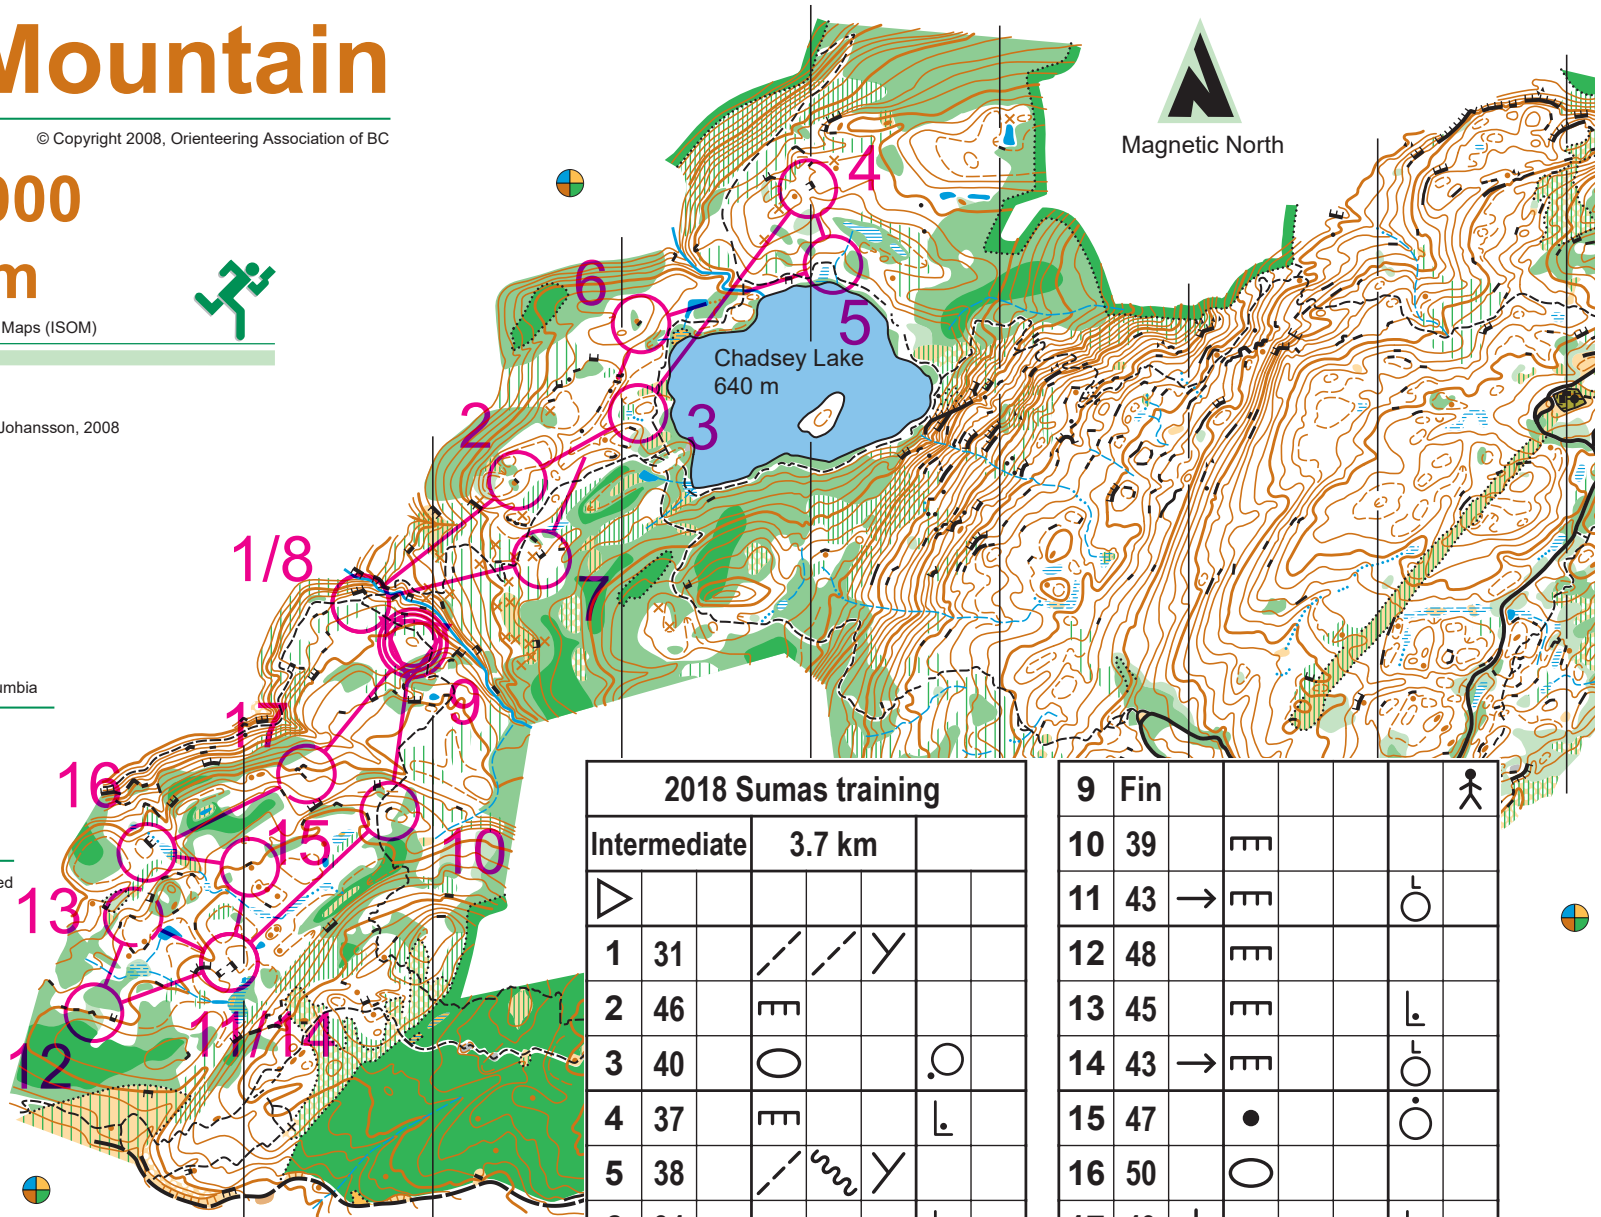 Mountain
© Copyright 2008, Orienteering Association of BC
000
m
Maps (ISOM)
Johansson, 2008
umbia
ed
Magnetic North
Chadsey Lake
640 m
4
5
6
3
2
1/8
7
9
17
16
15
10
13
11/14
12
2018 Sumas training
Intermediate 3.7 km
1 31
2 46
3 40
4 37
5 38
9 Fin
10 39
11 43
12 48
13 45
14 43
15 47
16 50